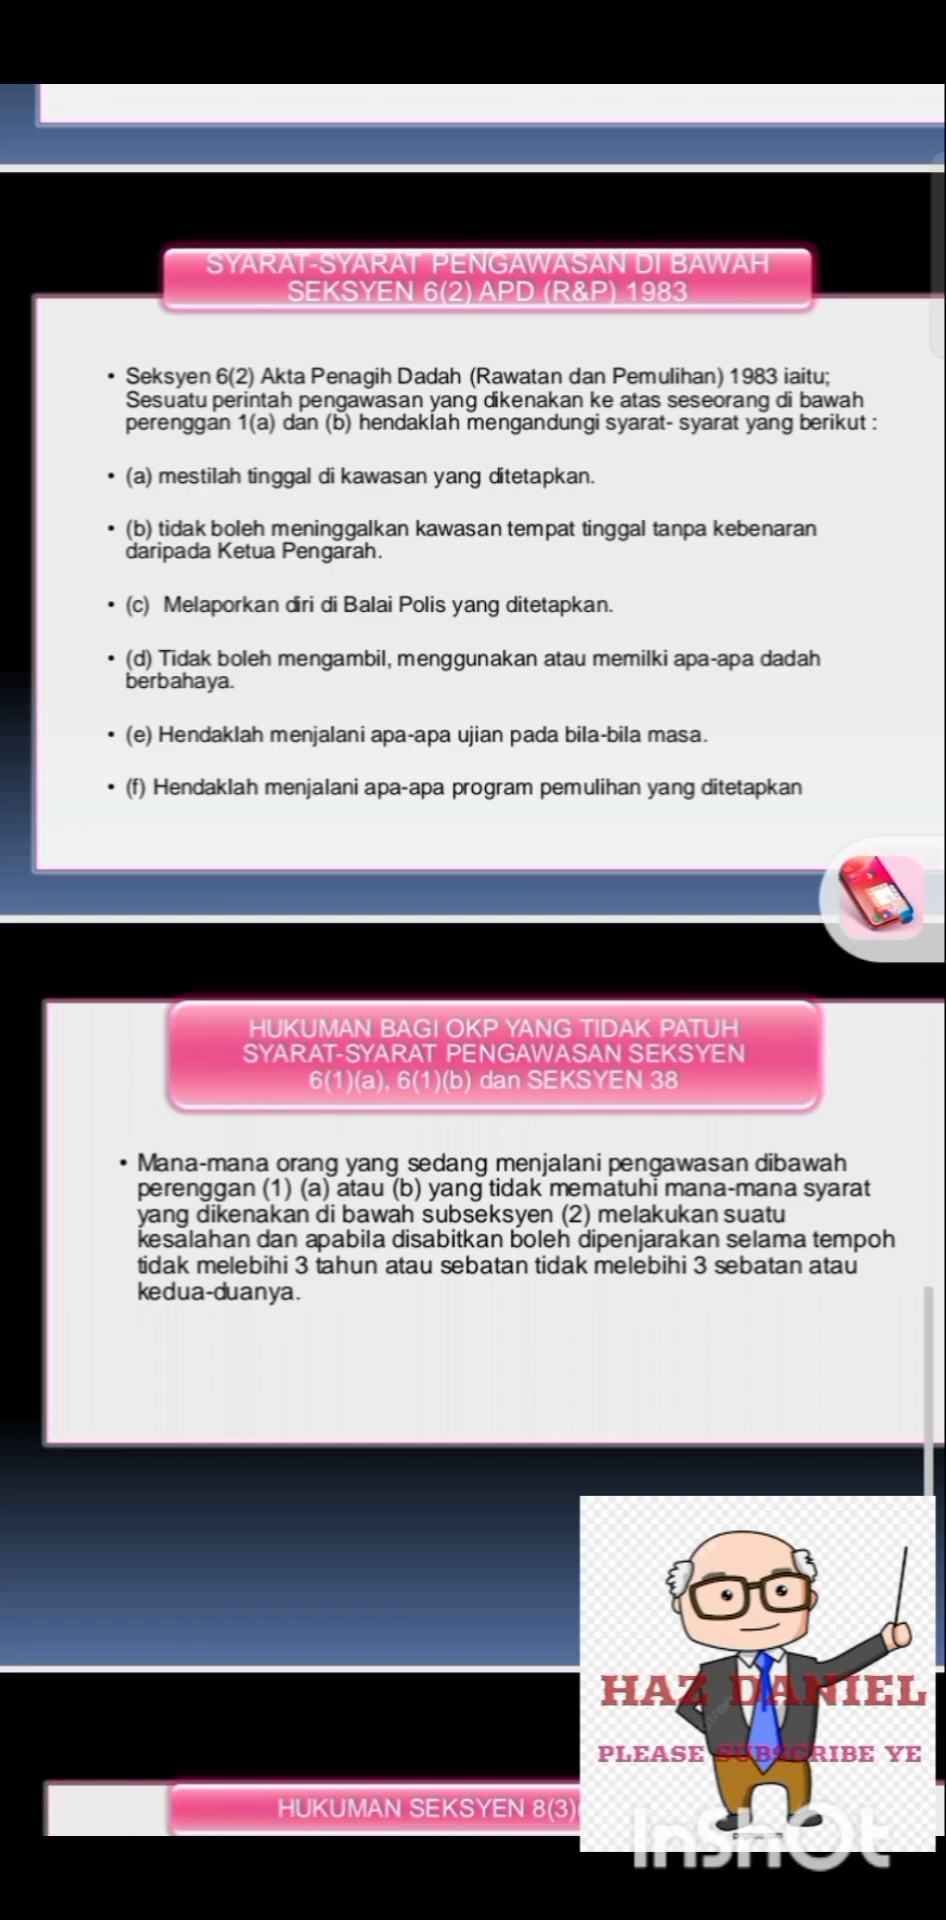 SYARAT-SYARAT PENGAWASAN DI BAWAH
SEKSYEN 6(2) APD (R&P) 1983
• Seksyen 6(2) Akta Penagih Dadah (Rawatan dan Pemulihan) 1983 iaitu;
Sesuatu perintah pengawasan yang dikenakan ke atas seseorang di bawah
perenggan 1(a) dan (b) hendaklah mengandungi syarat- syarat yang berikut :
• (a) mestilah tinggal di kawasan yang ditetapkan.
• (b) tidak boleh meninggalkan kawasan tempat tinggal tanpa kebenaran
daripada Ketua Pengarah.
• (c) Melaporkan diri di Balai Polis yang ditetapkan.
• (d) Tidak boleh mengambil, menggunakan atau memilki apa-apa dadah
berbahaya.
• (e) Hendaklah menjalani apa-apa ujian pada bila-bila masa.
• (f) Hendaklah menjalani apa-apa program pemulihan yang ditetapkan
HUKUMAN BAGI OKP YANG TIDAK PATUH
SYARAT-SYARAT PENGAWASAN SEKSYEN
6(1)(a), 6(1)(b) dan SEKSYEN 38
• Mana-mana orang yang sedang menjalani pengawasan dibawah
perenggan (1) (a) atau (b) yang tidak mematuhi mana-mana syarat
yang dikenakan di bawah subseksyen (2) melakukan suatu
kesalahan dan apabila disabitkan boleh dipenjarakan selama tempoh
tidak melebihi 3 tahun atau sebatan tidak melebihi 3 sebatan atau
kedua-duanya.
HAZ DANIEL
PLEASE SUBSCRIBE YE
HUKUMAN SEKSYEN 8(3)
InShOt